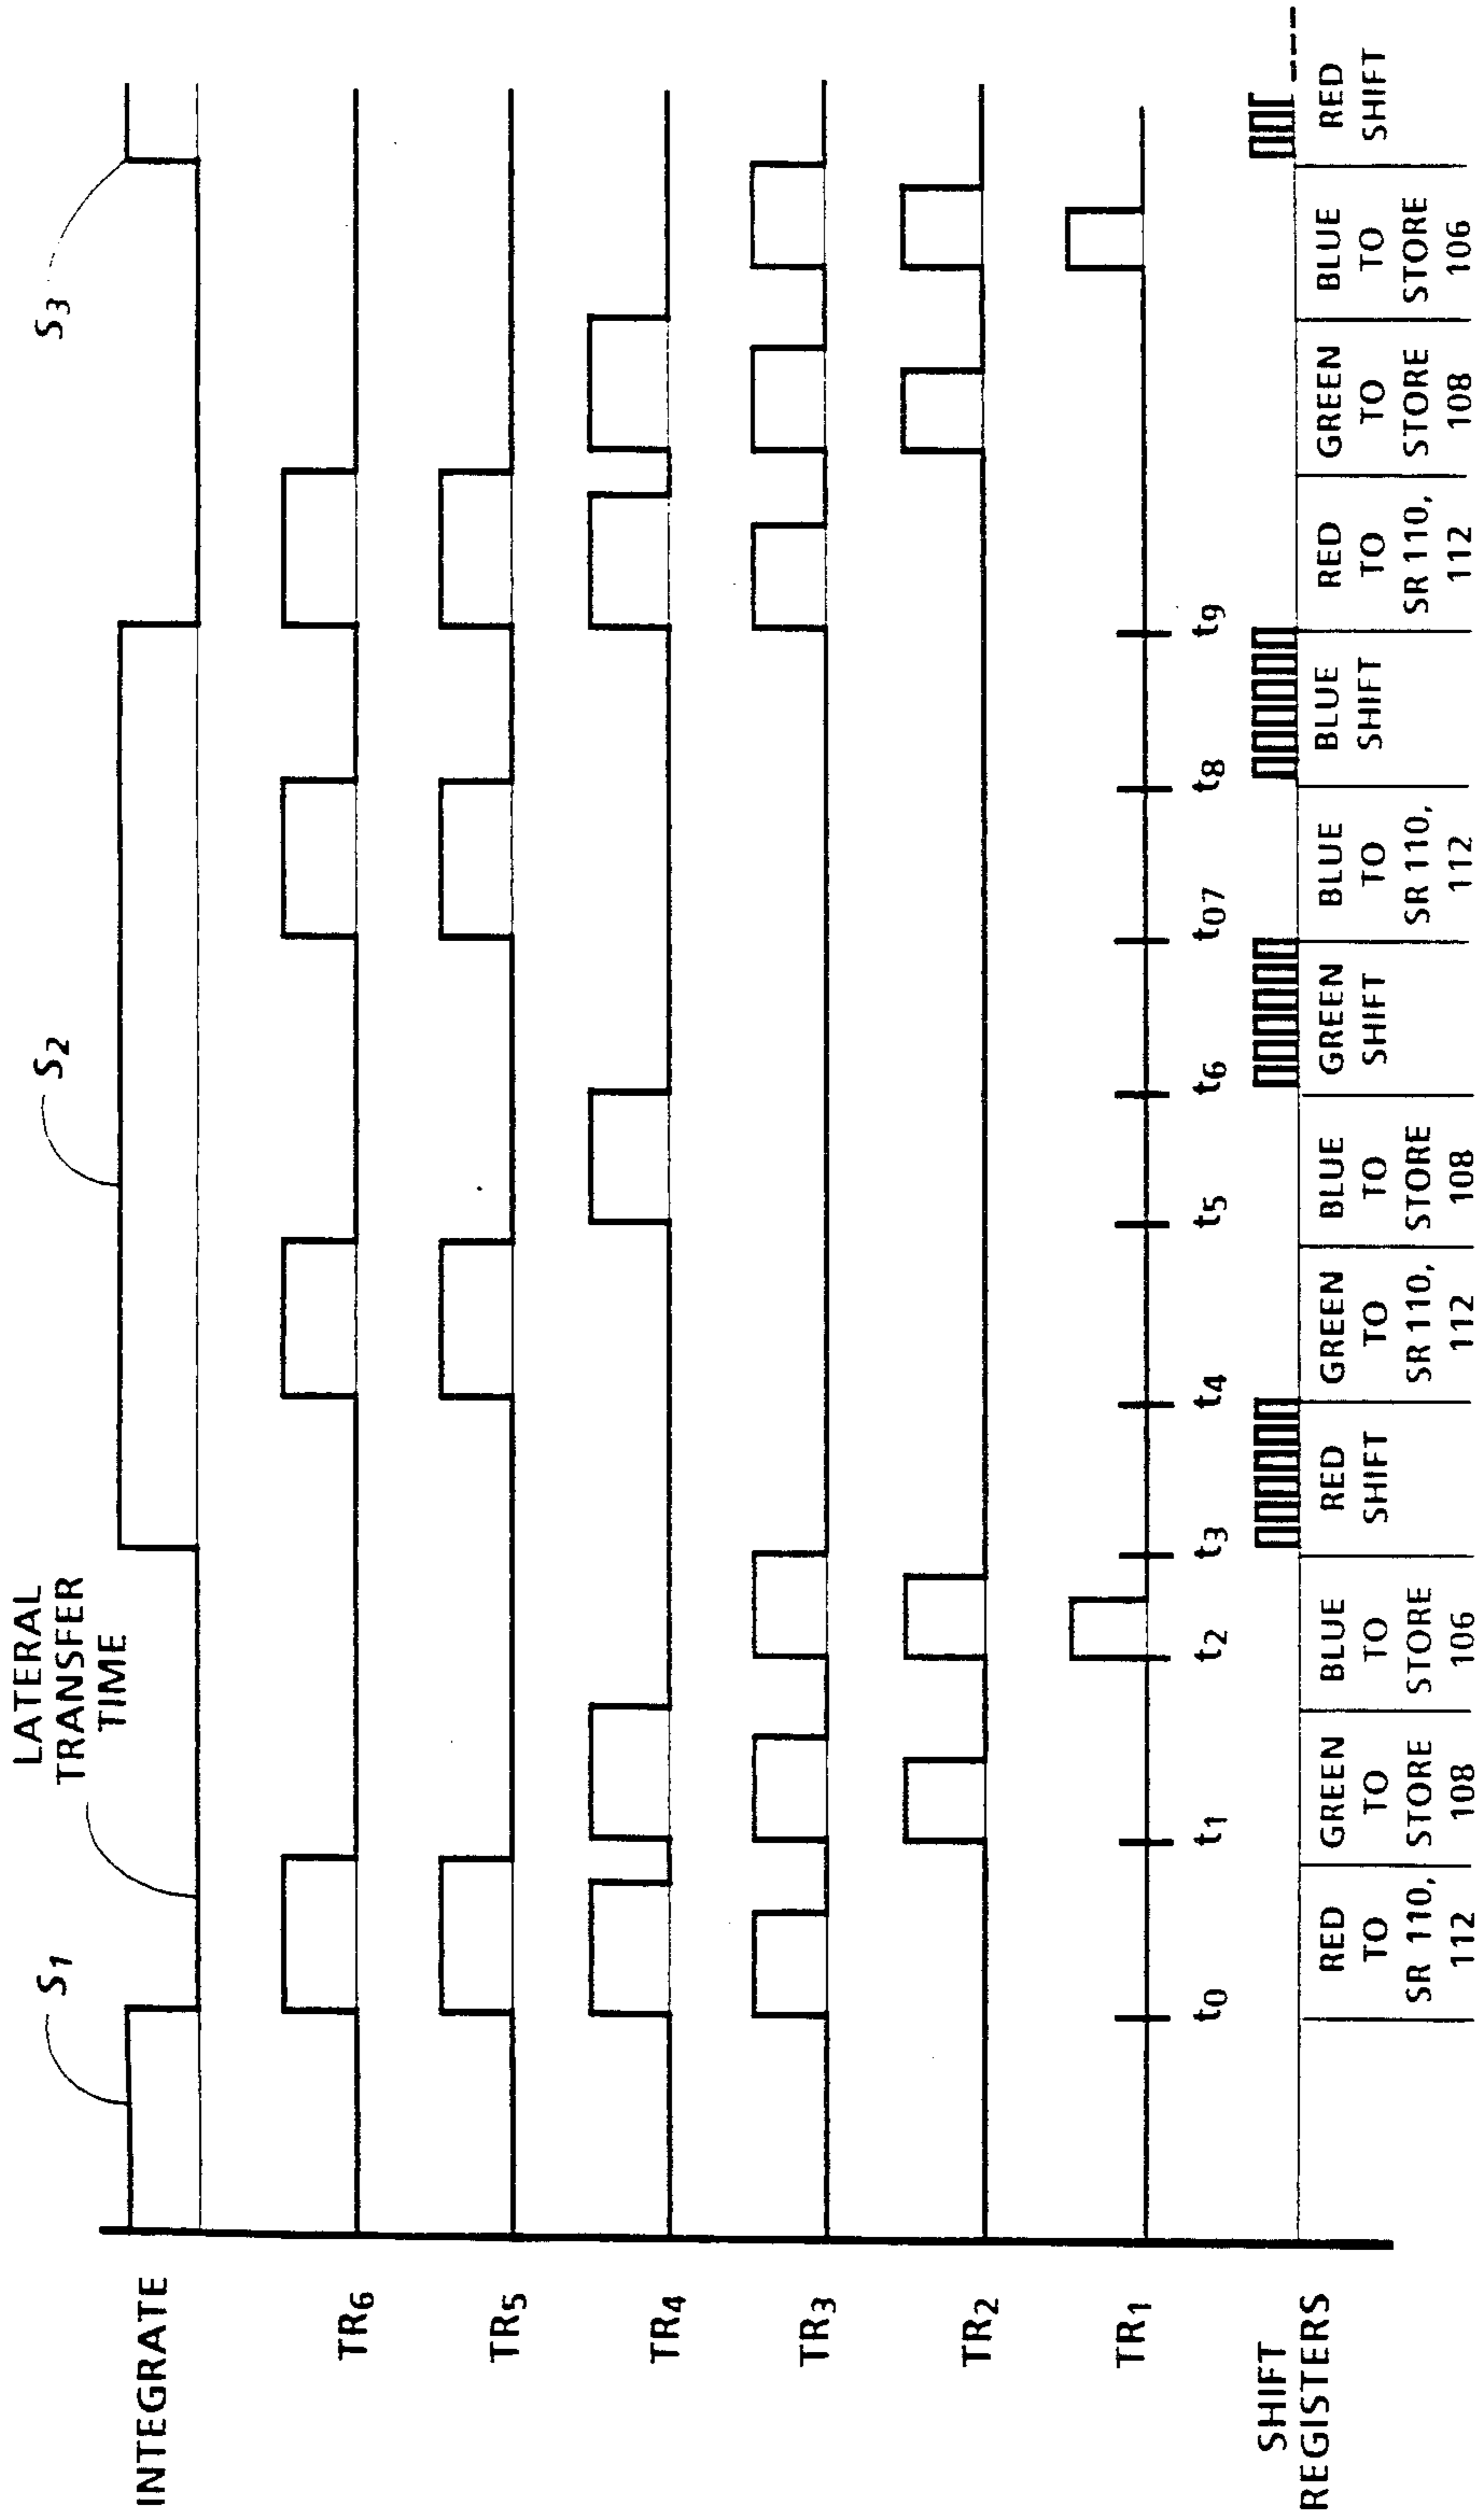 S1
LATERAL
TRANSFER
TIME
S2
S3
INTEGRATE
TR6
TR5
TR4
TR3
TR2
TR1
t0
t1
t2
t3
t4
t5
t6
t07
t8
t9
SHIFT
REGISTERS
RED
TO
SR 110,
112
GREEN
TO
STORE
108
BLUE
TO
STORE
106
RED
SHIFT
GREEN
TO
SR 110,
112
BLUE
TO
STORE
108
GREEN
SHIFT
BLUE
TO
SR 110,
112
BLUE
SHIFT
RED
TO
SR 110,
112
GREEN
TO
STORE
108
BLUE
TO
STORE
106
RED
SHIFT